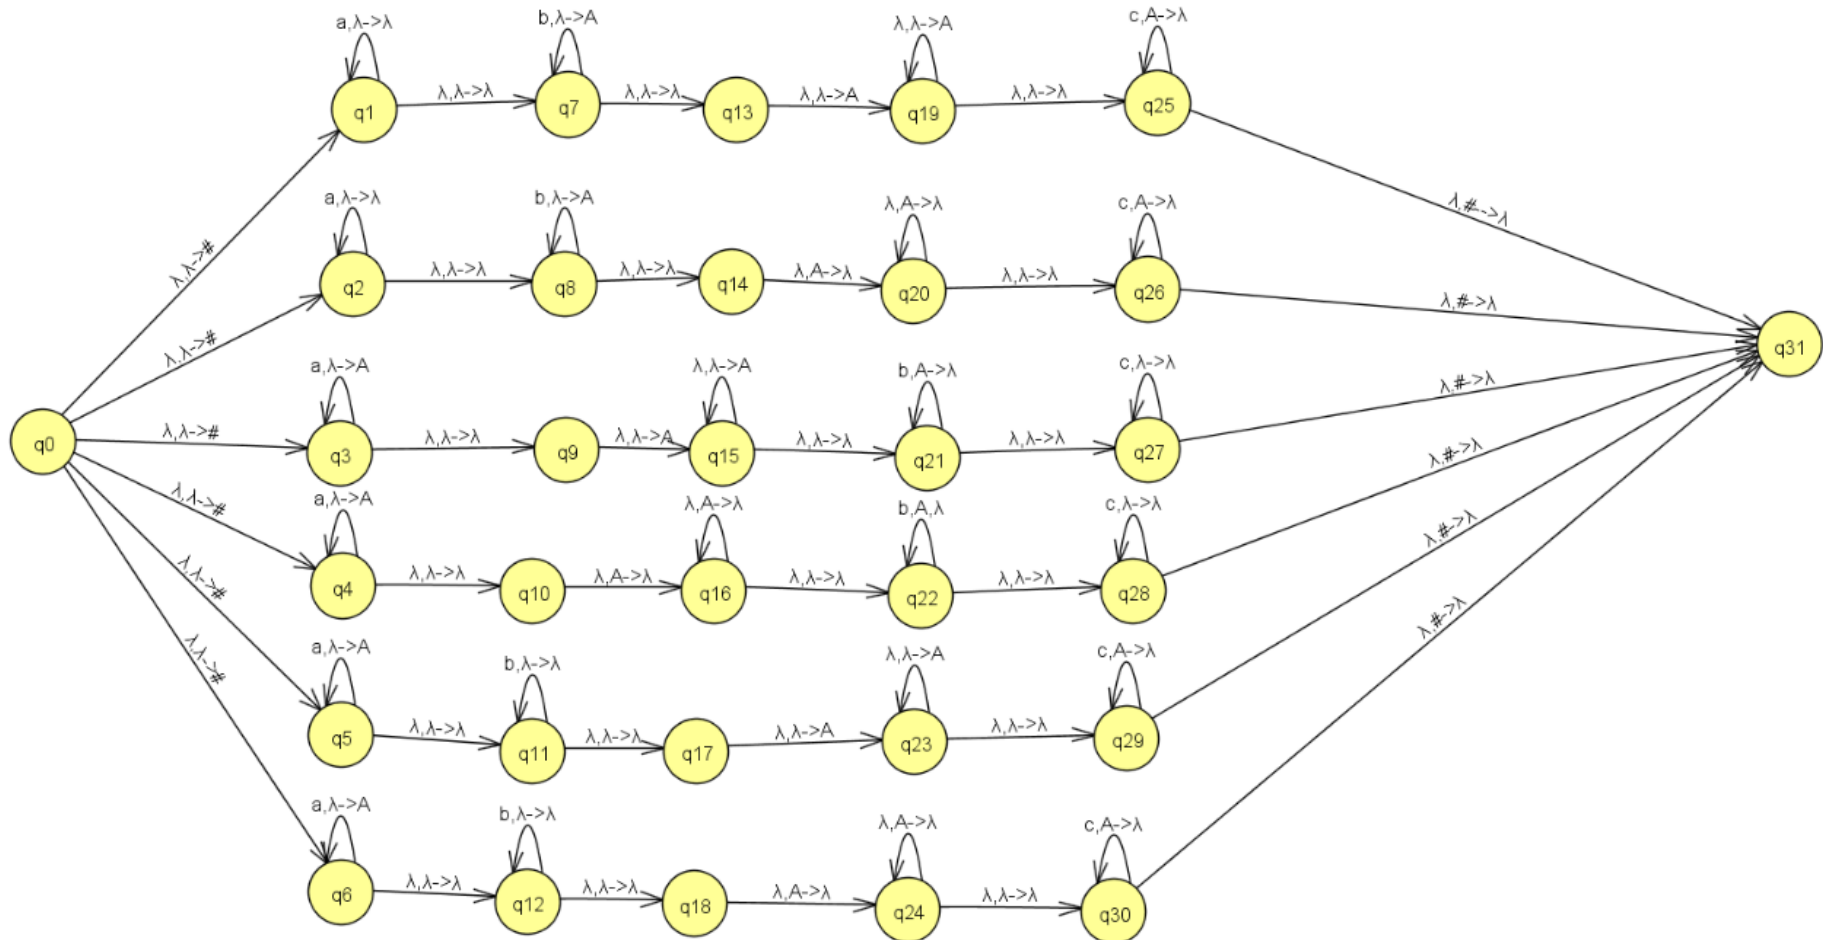 a,λ->λ
b,λ->A
λ,λ->A
c,A->λ
q1
λ,λ->λ
q7
λ,λ->λ
q13
λ,λ->A
q19
λ,λ->λ
q25
λ,λ->#
λ,#->λ
a,λ->λ
b,λ->A
λ,A->λ
c,A->λ
q2
λ,λ->λ
q8
λ,λ->λ
q14
λ,A->λ
q20
λ,λ->λ
q26
λ,λ->#
λ,#->λ
q31
a,λ->A
λ,λ->A
b,A->λ
c,λ->λ
q0
λ,λ->#
q3
λ,λ->λ
q9
λ,λ->A
q15
λ,λ->λ
q21
λ,λ->λ
q27
λ,#->λ
λ,λ->#
a,λ->A
λ,A->λ
b,A,λ
c,λ->λ
q4
λ,λ->λ
q10
λ,A->λ
q16
λ,λ->λ
q22
λ,λ->λ
q28
λ,#->λ
λ,λ->#
a,λ->A
b,λ->λ
λ,λ->A
c,A->λ
q5
λ,λ->λ
q11
λ,λ->λ
q17
λ,λ->A
q23
λ,λ->λ
q29
λ,#->λ
λ,λ->#
a,λ->A
b,λ->λ
λ,A->λ
c,A->λ
q6
λ,λ->λ
q12
λ,λ->λ
q18
λ,A->λ
q24
λ,λ->λ
q30
λ,#->λ